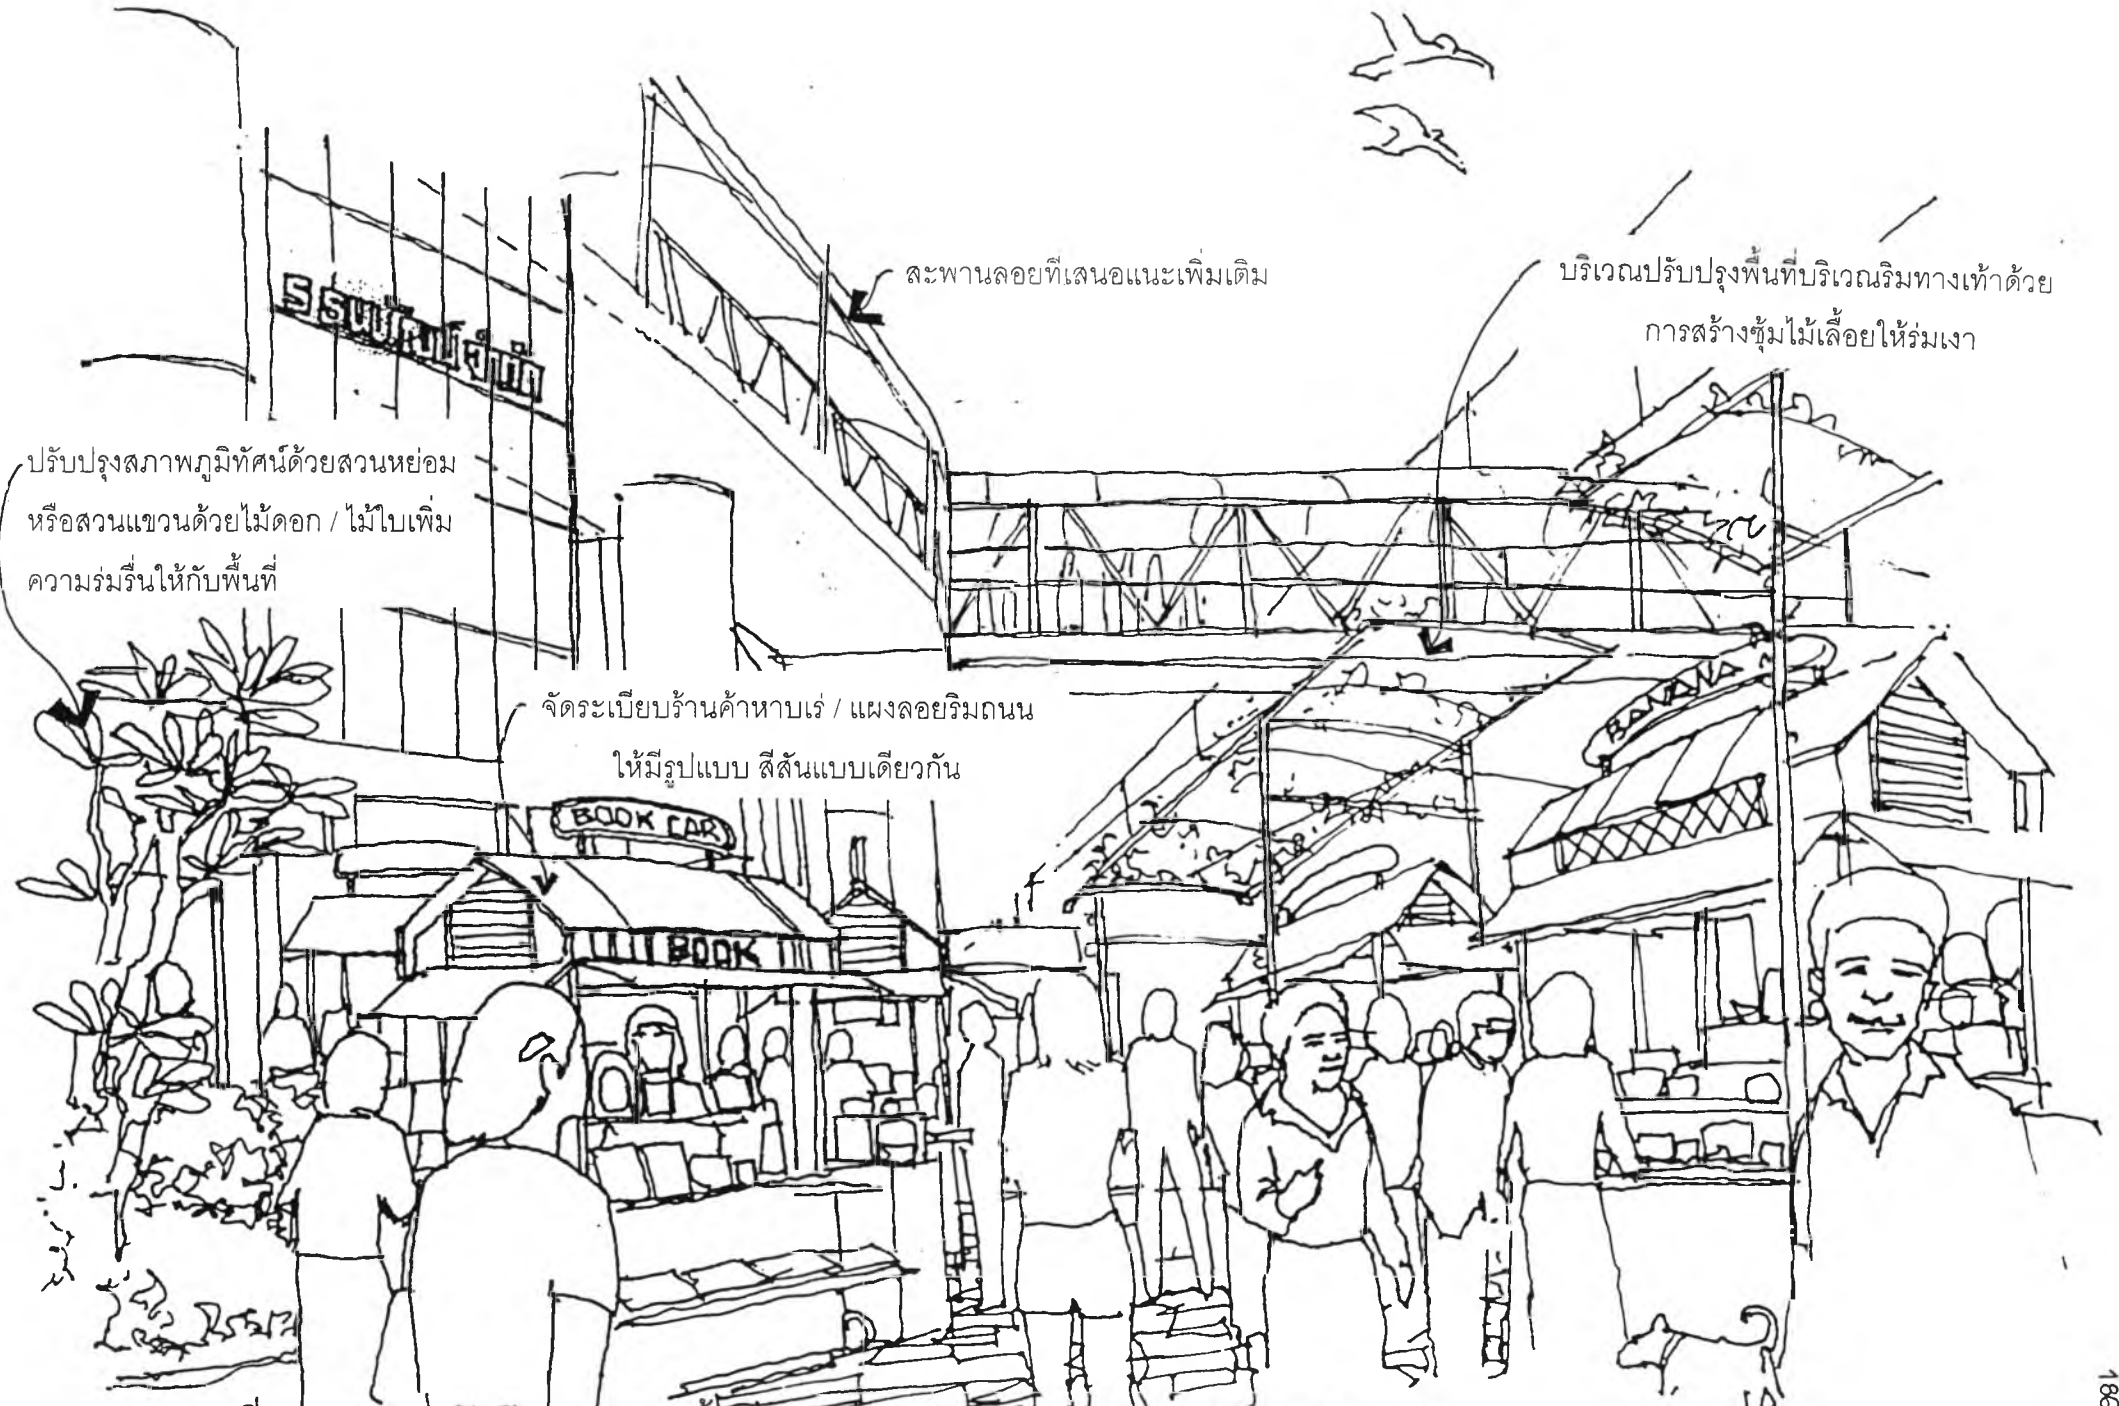 สะพานลอยที่เสนอแนะเพิ่มเติม
บริเวณปรับปรุงพื้นที่บริเวณริมทางเท้าด้วย
การสร้างซุ้มไม้เลื้อยให้ร่มเงา
ปรับปรุงสภาพภูมิทัศน์ด้วยสวนหย่อม
หรือสวนแขวนด้วยไม้ดอก / ไม้ใบเพิ่ม
ความร่มรื่นให้กับพื้นที่
จัดระเบียบร้านค้าหาบเร่ / แผงลอยริมถนน
ให้มีรูปแบบ สีสันแบบเดียวกัน
BANANA
BOOK CAR
BOOK